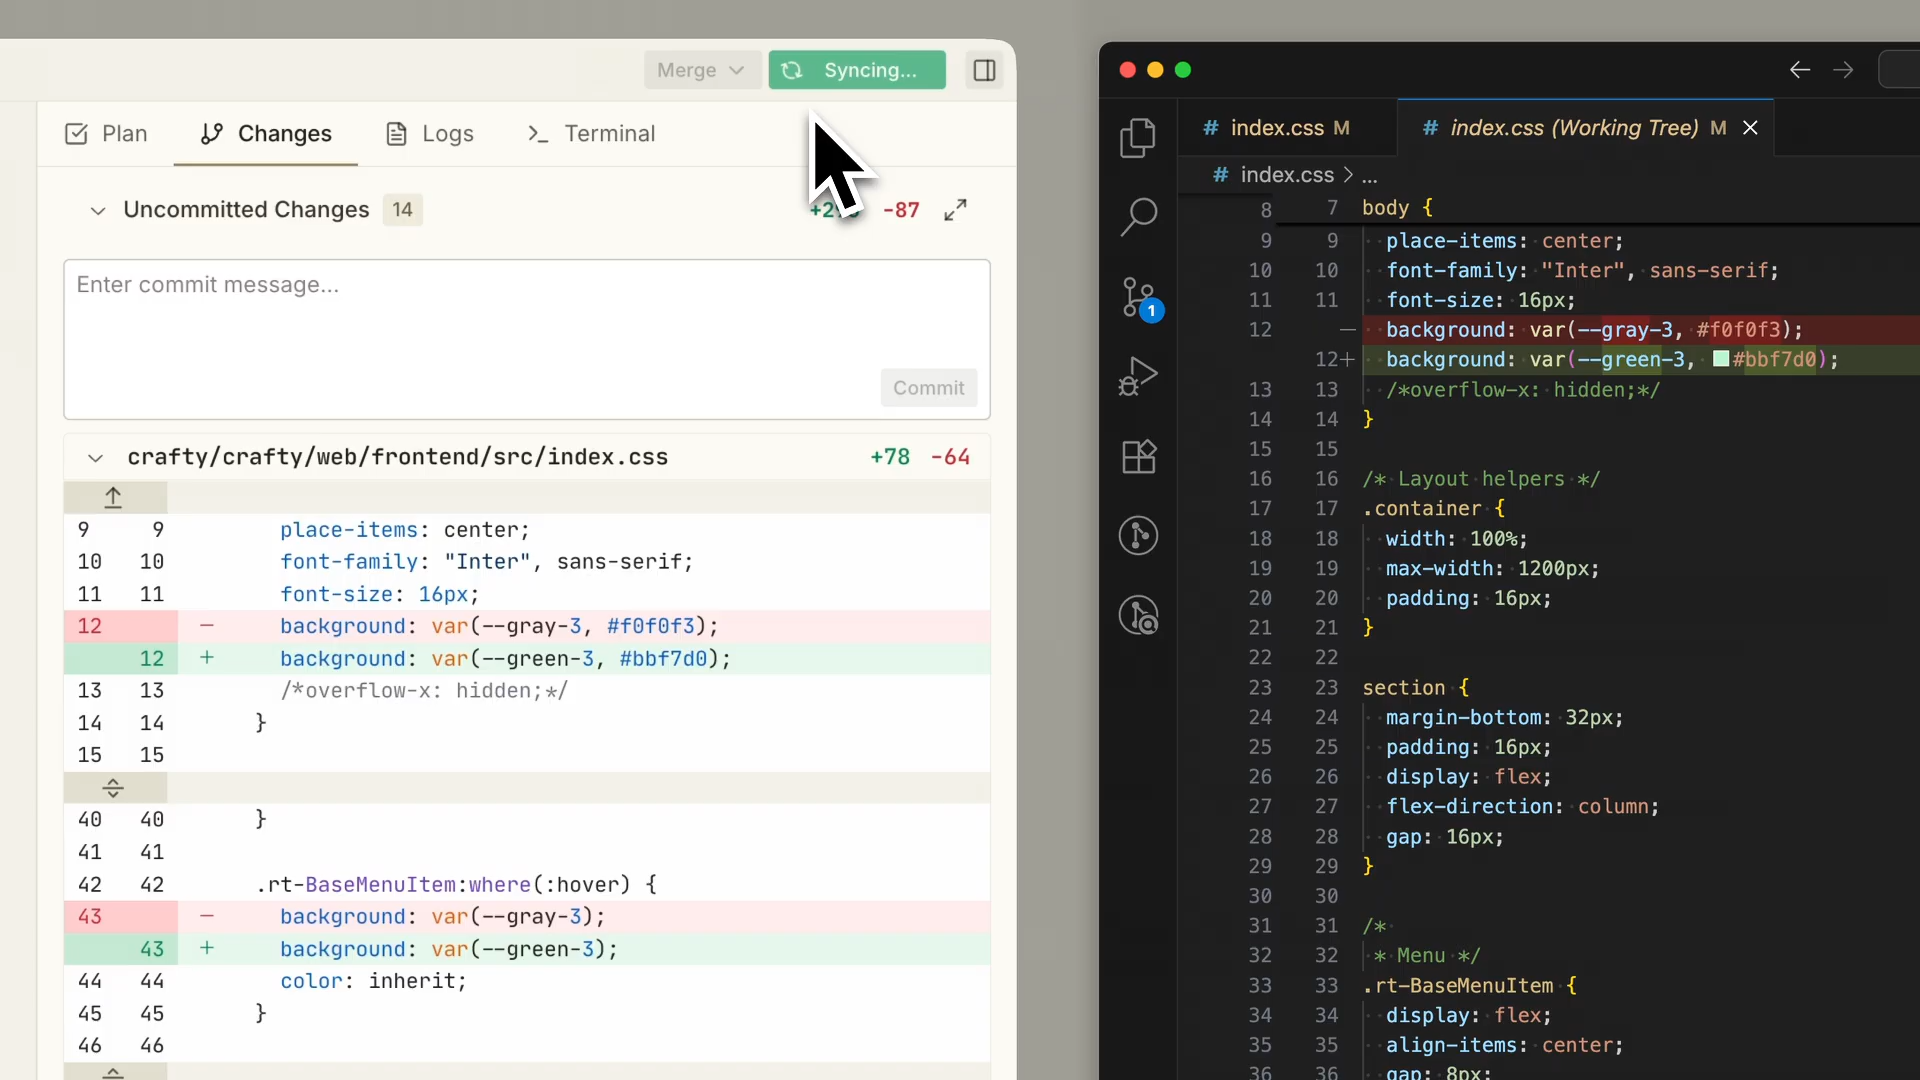 Merge
Syncing...
Plan
Changes
Logs
Terminal
Uncommitted Changes 14
-87
Enter commit message...
Commit
crafty/crafty/web/frontend/src/index.css +78 -64
9 9 place-items: center;
10 10 font-family: "Inter", sans-serif;
11 11 font-size: 16px;
12 − background: var(--gray-3, #f0f0f3);
12 + background: var(--green-3, #bbf7d0);
13 13 /*overflow-x: hidden;*/
14 14 }
15 15
40 40 }
41 41
42 42 .rt-BaseMenuItem:where(:hover) {
43 − background: var(--gray-3);
43 + background: var(--green-3);
44 44 color: inherit;
45 45 }
46 46
# index.css M
# index.css (Working Tree) M
# index.css > ...
1
8 7 body {
9 9 place-items: center;
10 10 font-family: "Inter", sans-serif;
11 11 font-size: 16px;
12 — background: var(--gray-3, #f0f0f3);
12+ background: var(--green-3, #bbf7d0);
13 13 /*overflow-x: hidden;*/
14 14 }
15 15
16 16 /* Layout helpers */
17 17 .container {
18 18 width: 100%;
19 19 max-width: 1200px;
20 20 padding: 16px;
21 21 }
22 22
23 23 section {
24 24 margin-bottom: 32px;
25 25 padding: 16px;
26 26 display: flex;
27 27 flex-direction: column;
28 28 gap: 16px;
29 29 }
30 30
31 31 /*
32 32 * Menu */
33 33 .rt-BaseMenuItem {
34 34 display: flex;
35 35 align-items: center;
36 36 gap: 8px;